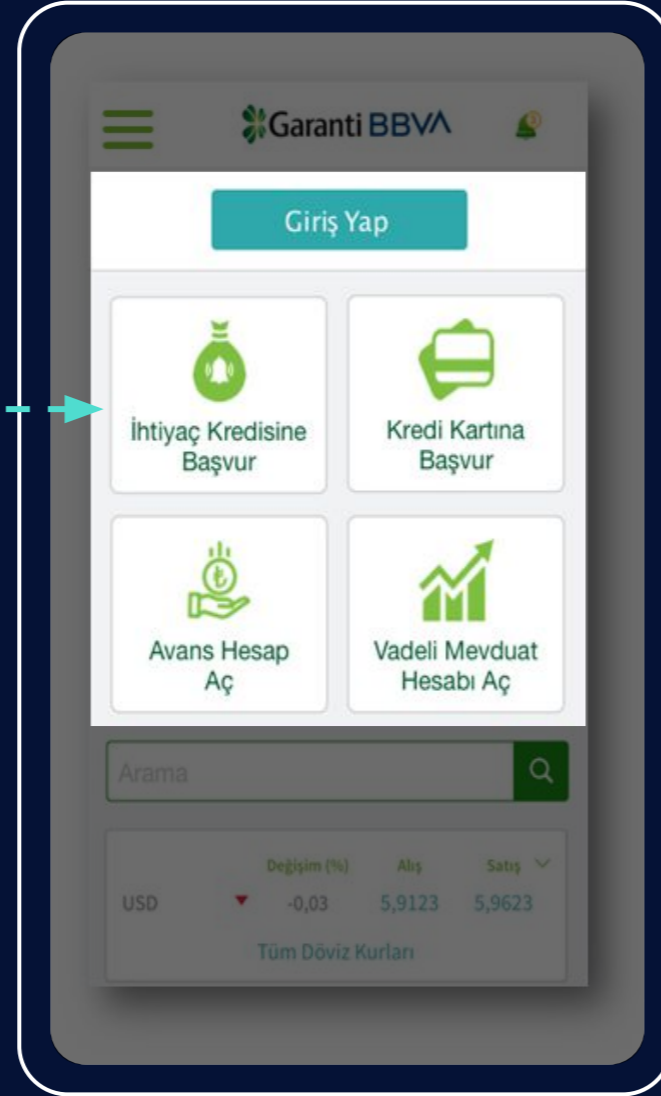 Garanti BBVA
3
Giriş Yap
İhtiyaç Kredisine
Başvur
Kredi Kartına
Başvur
Avans Hesap
Aç
Vadeli Mevduat
Hesabı Aç
Arama
Değişim (%) Alış Satış
USD -0,03 5,9123 5,9623
Tüm Döviz Kurları